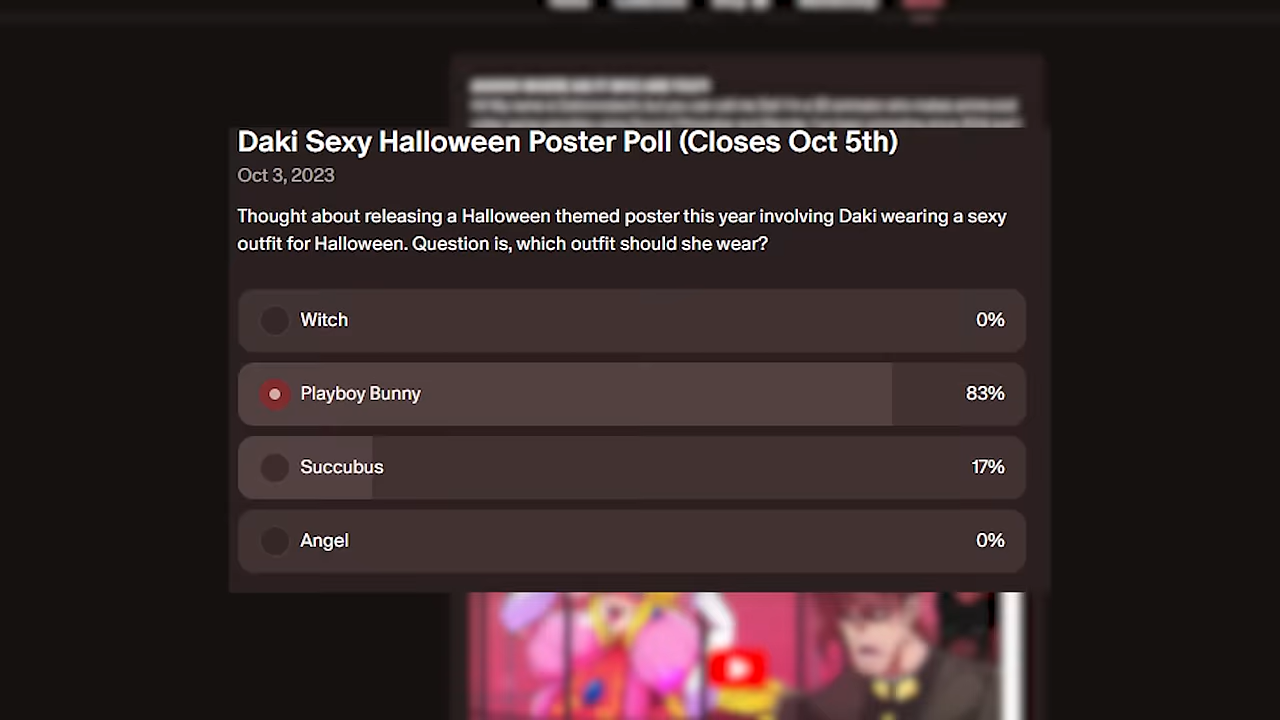 Daki Sexy Halloween Poster Poll (Closes Oct 5th)
Oct 3, 2023
Thought about releasing a Halloween themed poster this year involving Daki wearing a sexy
outfit for Halloween. Question is, which outfit should she wear?
Witch 0%
Playboy Bunny 83%
Succubus 17%
Angel 0%